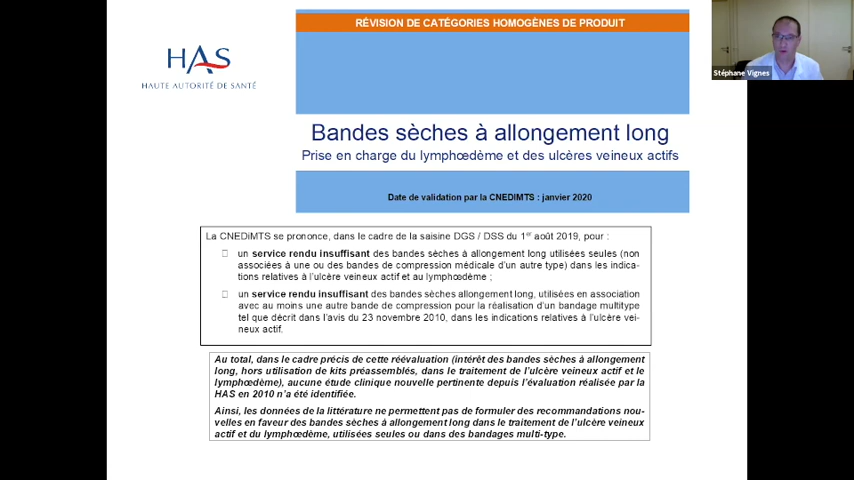 RÉVISION DE CATÉGORIES HOMOGÈNES DE PRODUIT
HAS
HAUTE AUTORITÉ DE SANTÉ
Stéphane Vignes
Bandes sèches à allongement long
Prise en charge du lymphœdème et des ulcères veineux actifs
Date de validation par la CNEDIMTS : janvier 2020
La CNEDiMTS se prononce, dans le cadre de la saisine DGS / DSS du 1er août 2019, pour :
un service rendu insuffisant des bandes sèches à allongement long utilisées seules (non
associées à une ou des bandes de compression médicale d'un autre type) dans les indica-
tions relatives à l'ulcère veineux actif et au lymphœdème ;
un service rendu insuffisant des bandes sèches allongement long, utilisées en association
avec au moins une autre bande de compression pour la réalisation d'un bandage multitype
tel que décrit dans l'avis du 23 novembre 2010, dans les indications relatives à l'ulcère vei-
neux actif.
Au total, dans le cadre précis de cette réévaluation (intérêt des bandes sèches à allongement
long, hors utilisation de kits préassemblés, dans le traitement de l'ulcère veineux actif et le
lymphœdème), aucune étude clinique nouvelle pertinente depuis l'évaluation réalisée par la
HAS en 2010 n'a été identifiée.
Ainsi, les données de la littérature ne permettent pas de formuler des recommandations nou-
velles en faveur des bandes sèches à allongement long dans le traitement de l'ulcère veineux
actif et du lymphœdème, utilisées seules ou dans des bandages multi-type.